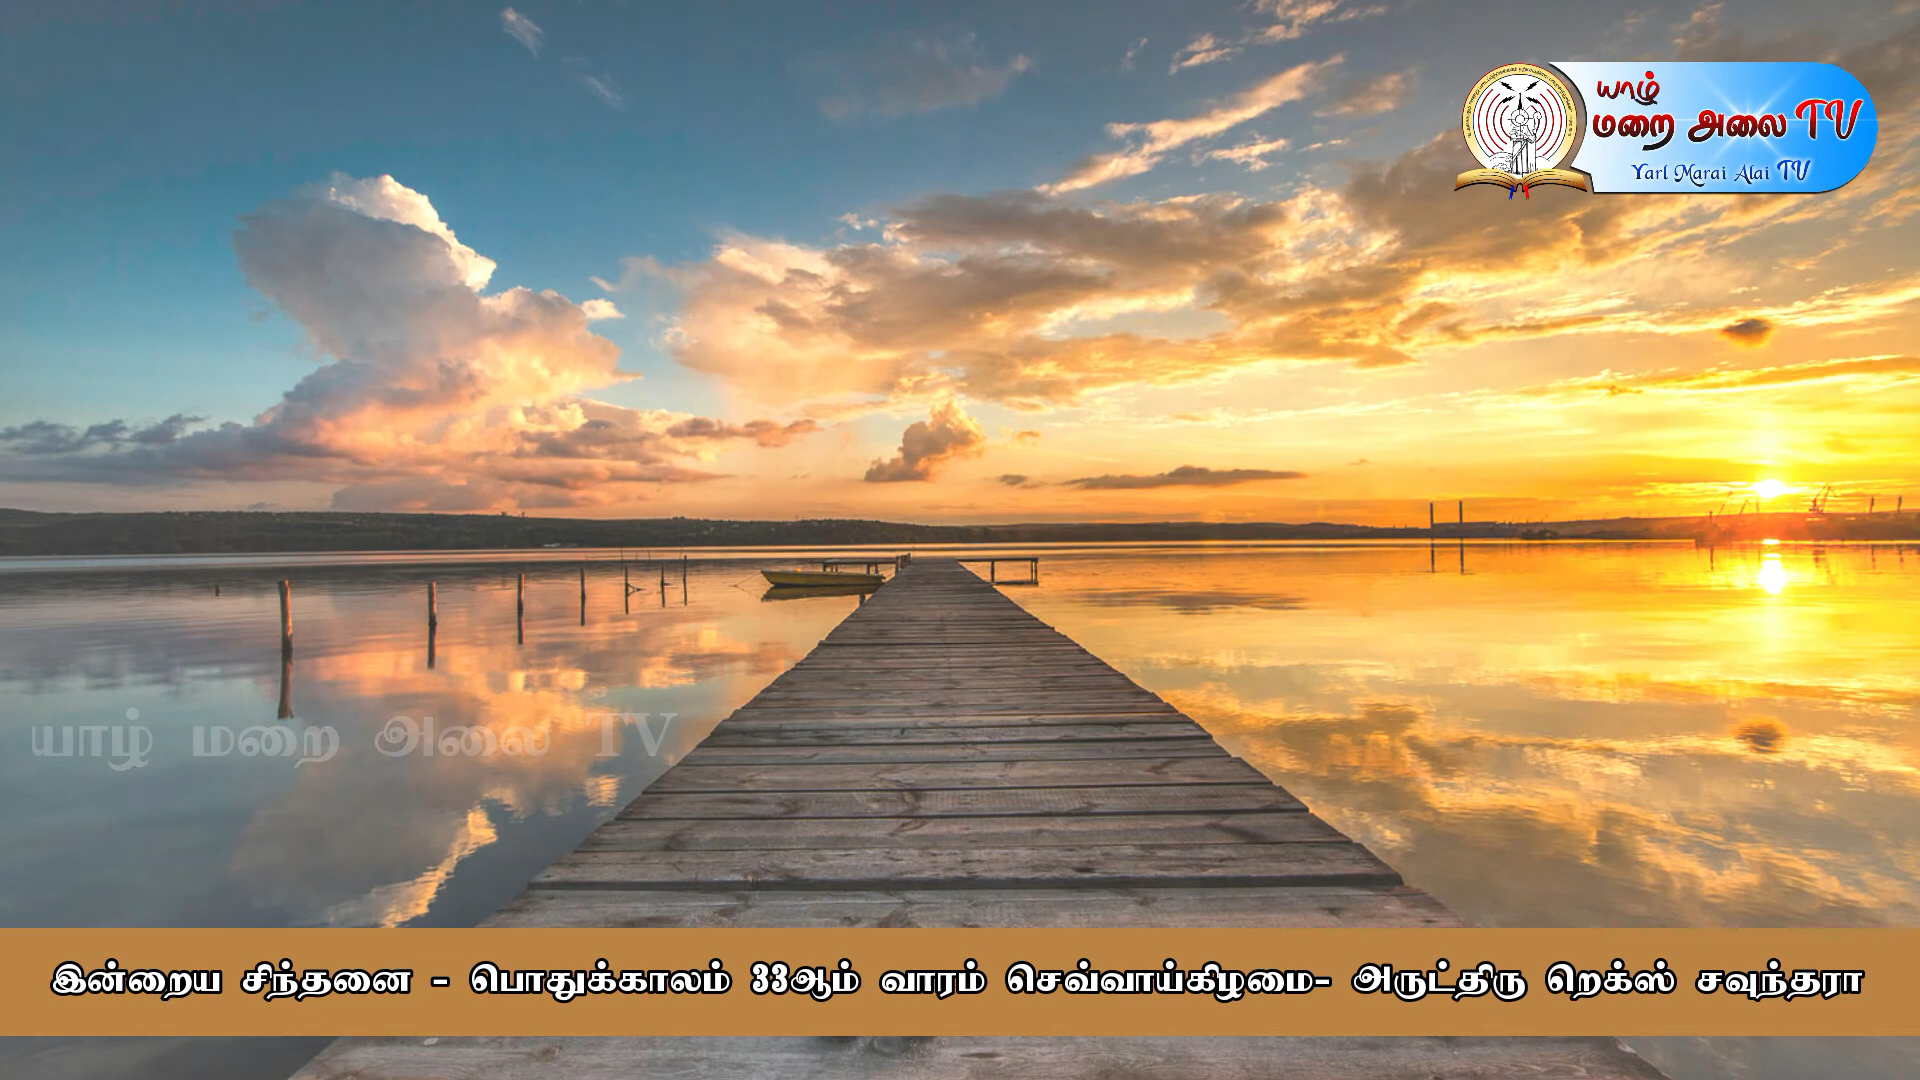 யாழ்
மறை அலை TV
Yarl Marai Alai TV
யாழ் மறை அலை TV
இன்றைய சிந்தனை - பொதுக்காலம் 33ஆம் வாரம் செவ்வாய்கிழமை- அருட்திரு றெக்ஸ் சவுந்தரா